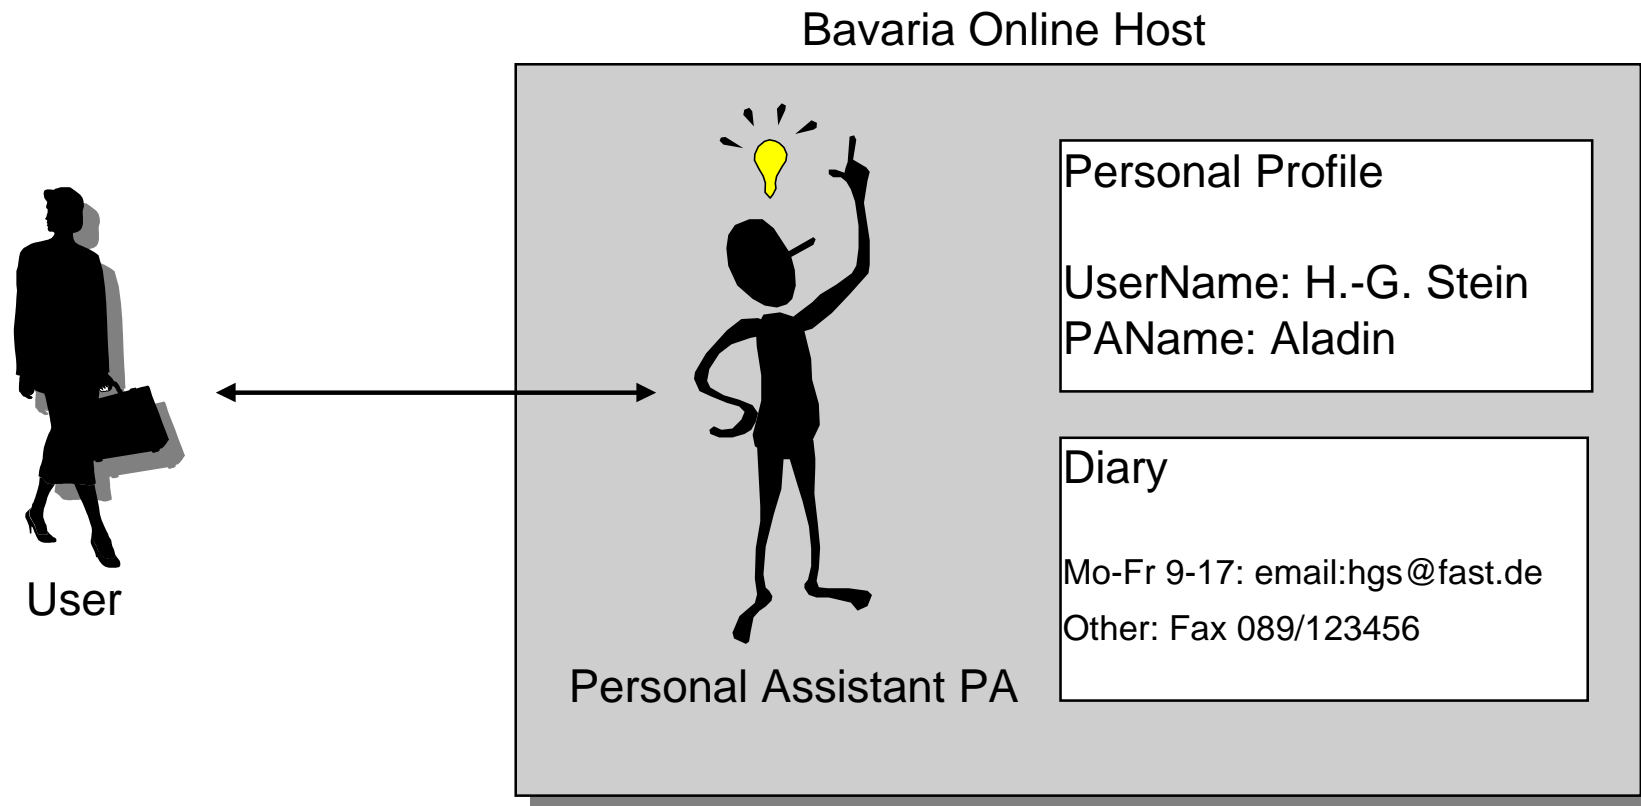 Bavaria Online Host
Personal Profile
UserName: H.-G. Stein
PAName: Aladin
Diary
Mo-Fr 9-17: email:hgs@fast.de
Other: Fax 089/123456
User
Personal Assistant PA